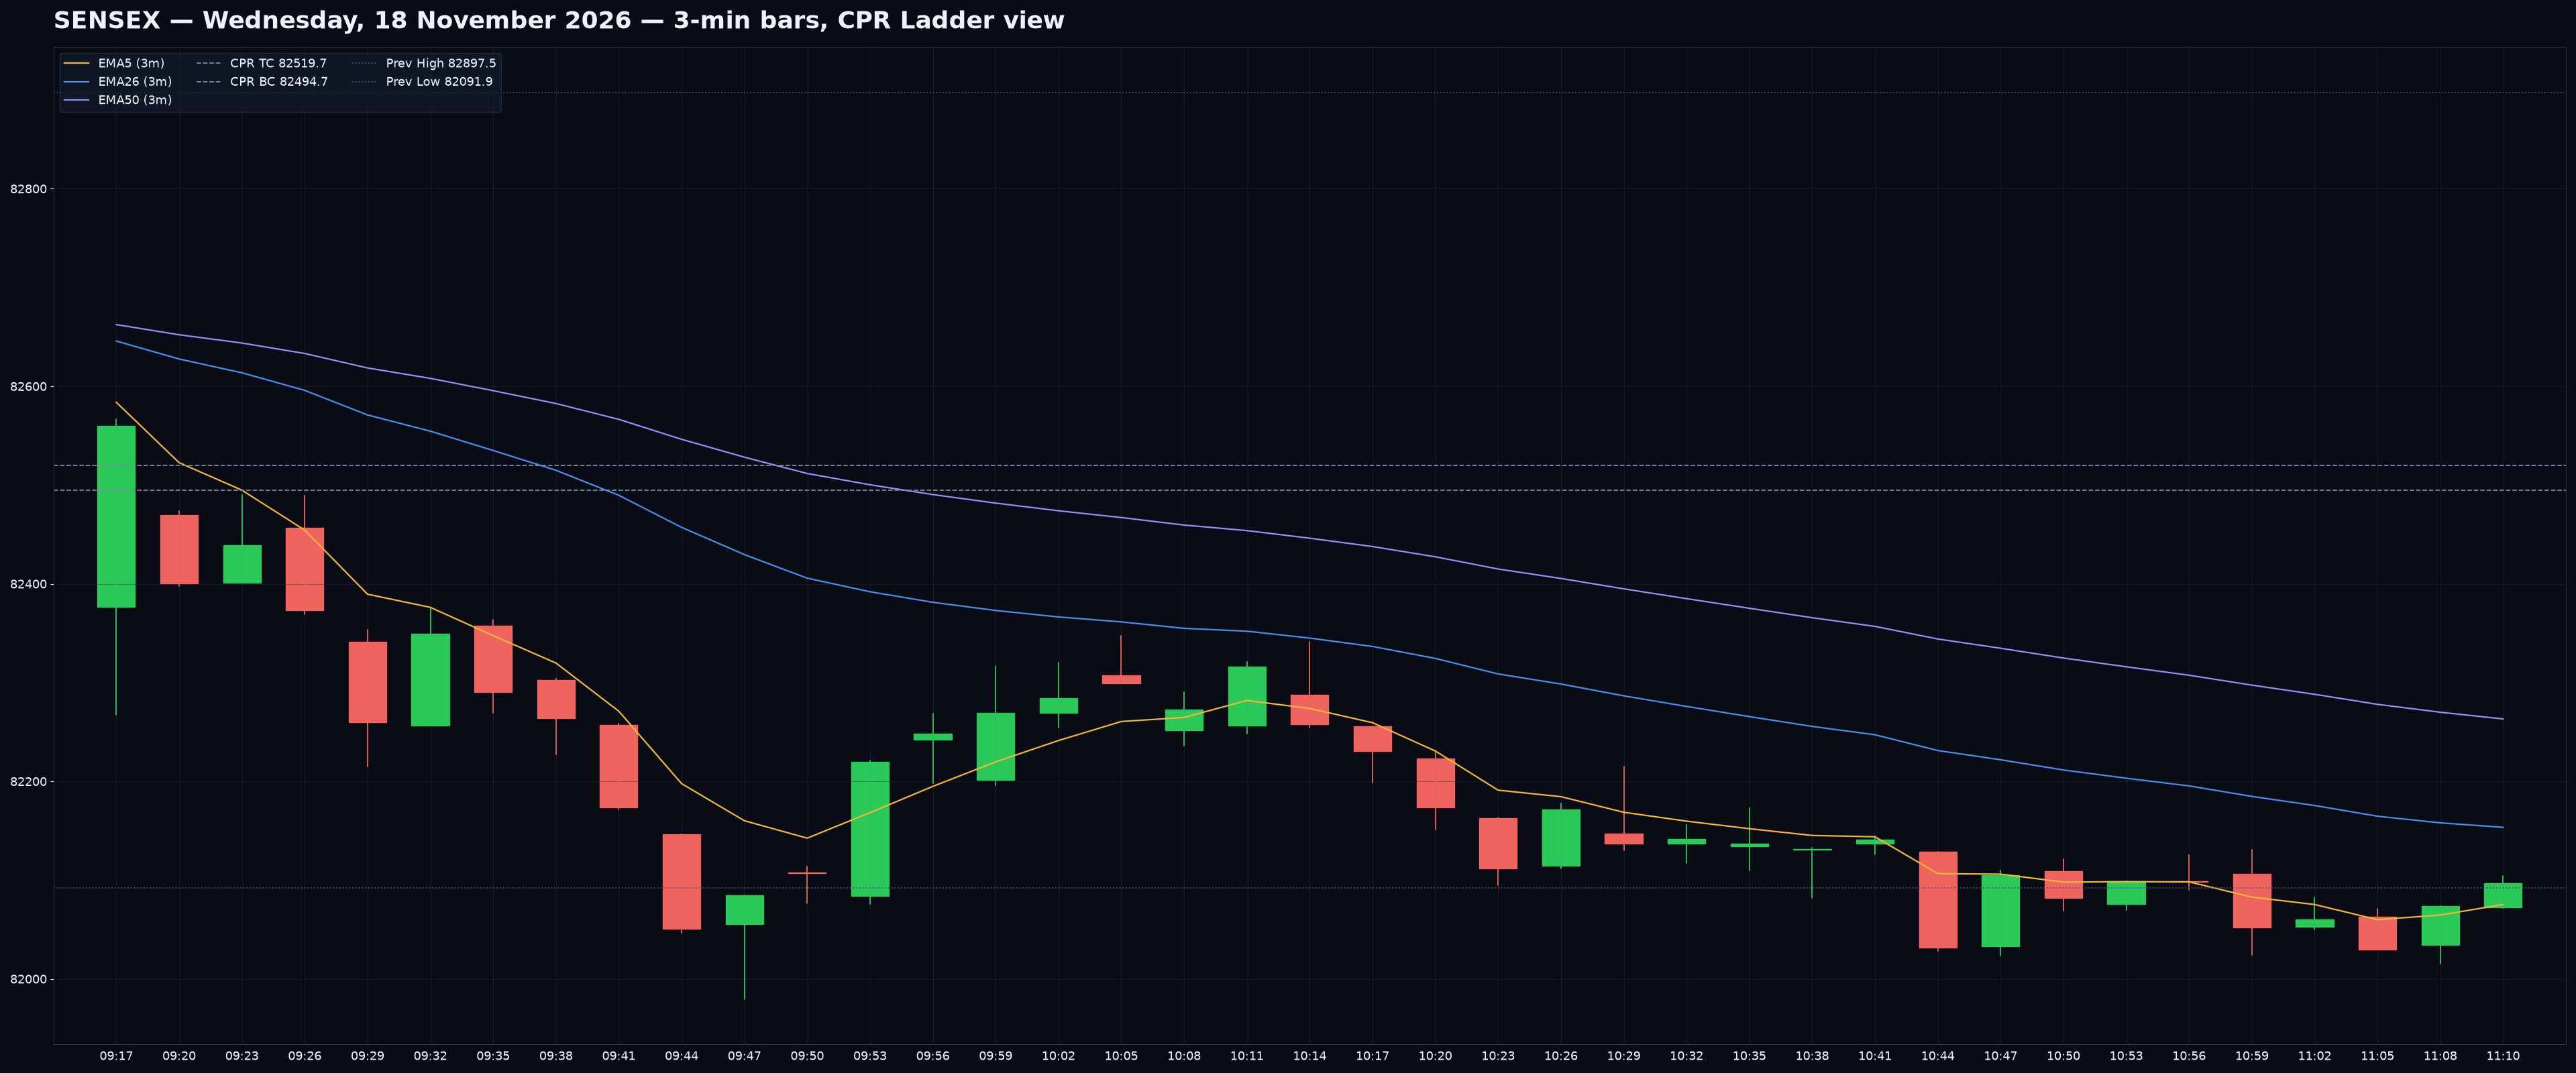 SENSEX — Wednesday, 18 November 2026 — 3-min bars, CPR Ladder view
EMA5 (3m) CPR TC 82519.7 Prev High 82897.5
EMA26 (3m) CPR BC 82494.7 Prev Low 82091.9
EMA50 (3m)
82800
82600
82400
82200
82000
09:17 09:20 09:23 09:26 09:29 09:32 09:35 09:38 09:41 09:44 09:47 09:50 09:53 09:56 09:59 10:02 10:05 10:08 10:11 10:14 10:17 10:20 10:23 10:26 10:29 10:32 10:35 10:38 10:41 10:44 10:47 10:50 10:53 10:56 10:59 11:02 11:05 11:08 11:10